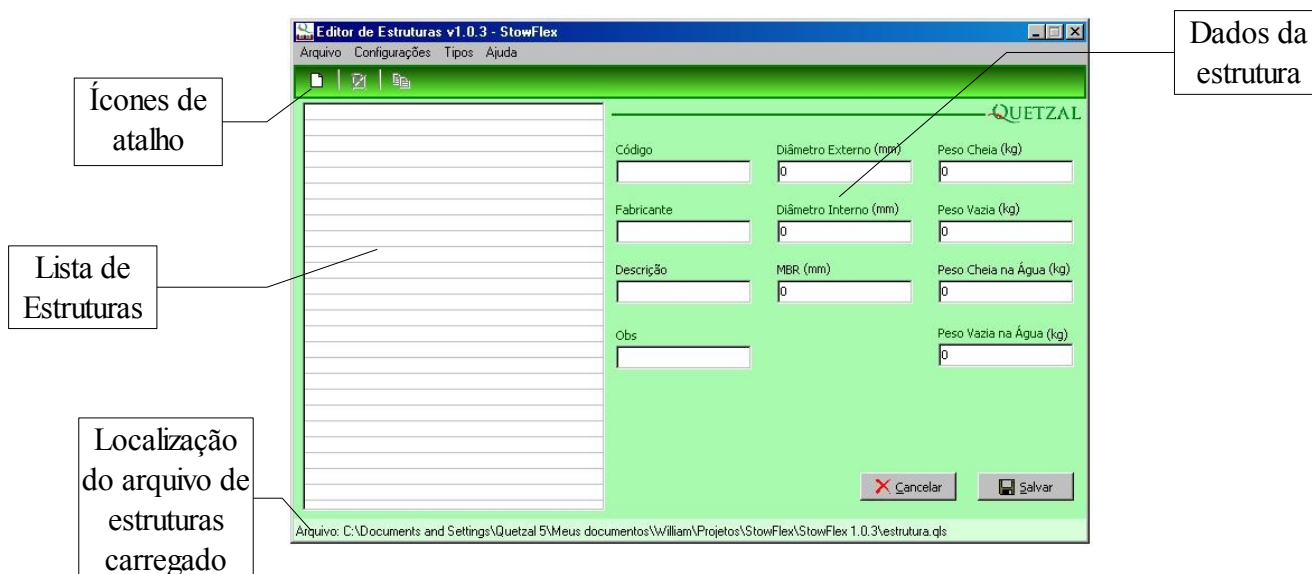 Editor de Estruturas v1.0.3 - StowFlex
Arquivo Configurações Tipos Ajuda
Dados da
estrutura
Ícones de
atalho
QUETZAL
Código
Diâmetro Externo (mm)
Peso Cheia (kg)
0
0
Fabricante
Diâmetro Interno (mm)
Peso Vazia (kg)
0
0
Lista de
Estruturas
Descrição
MBR (mm)
Peso Cheia na Água (kg)
0
0
Obs
Peso Vazia na Água (kg)
0
Localização
do arquivo de
estruturas
carregado
Cancelar
Salvar
Arquivo: C:\Documents and Settings\Quetzal 5\Meus documentos\William\Projetos\StowFlex\StowFlex 1.0.3\estrutura.qls